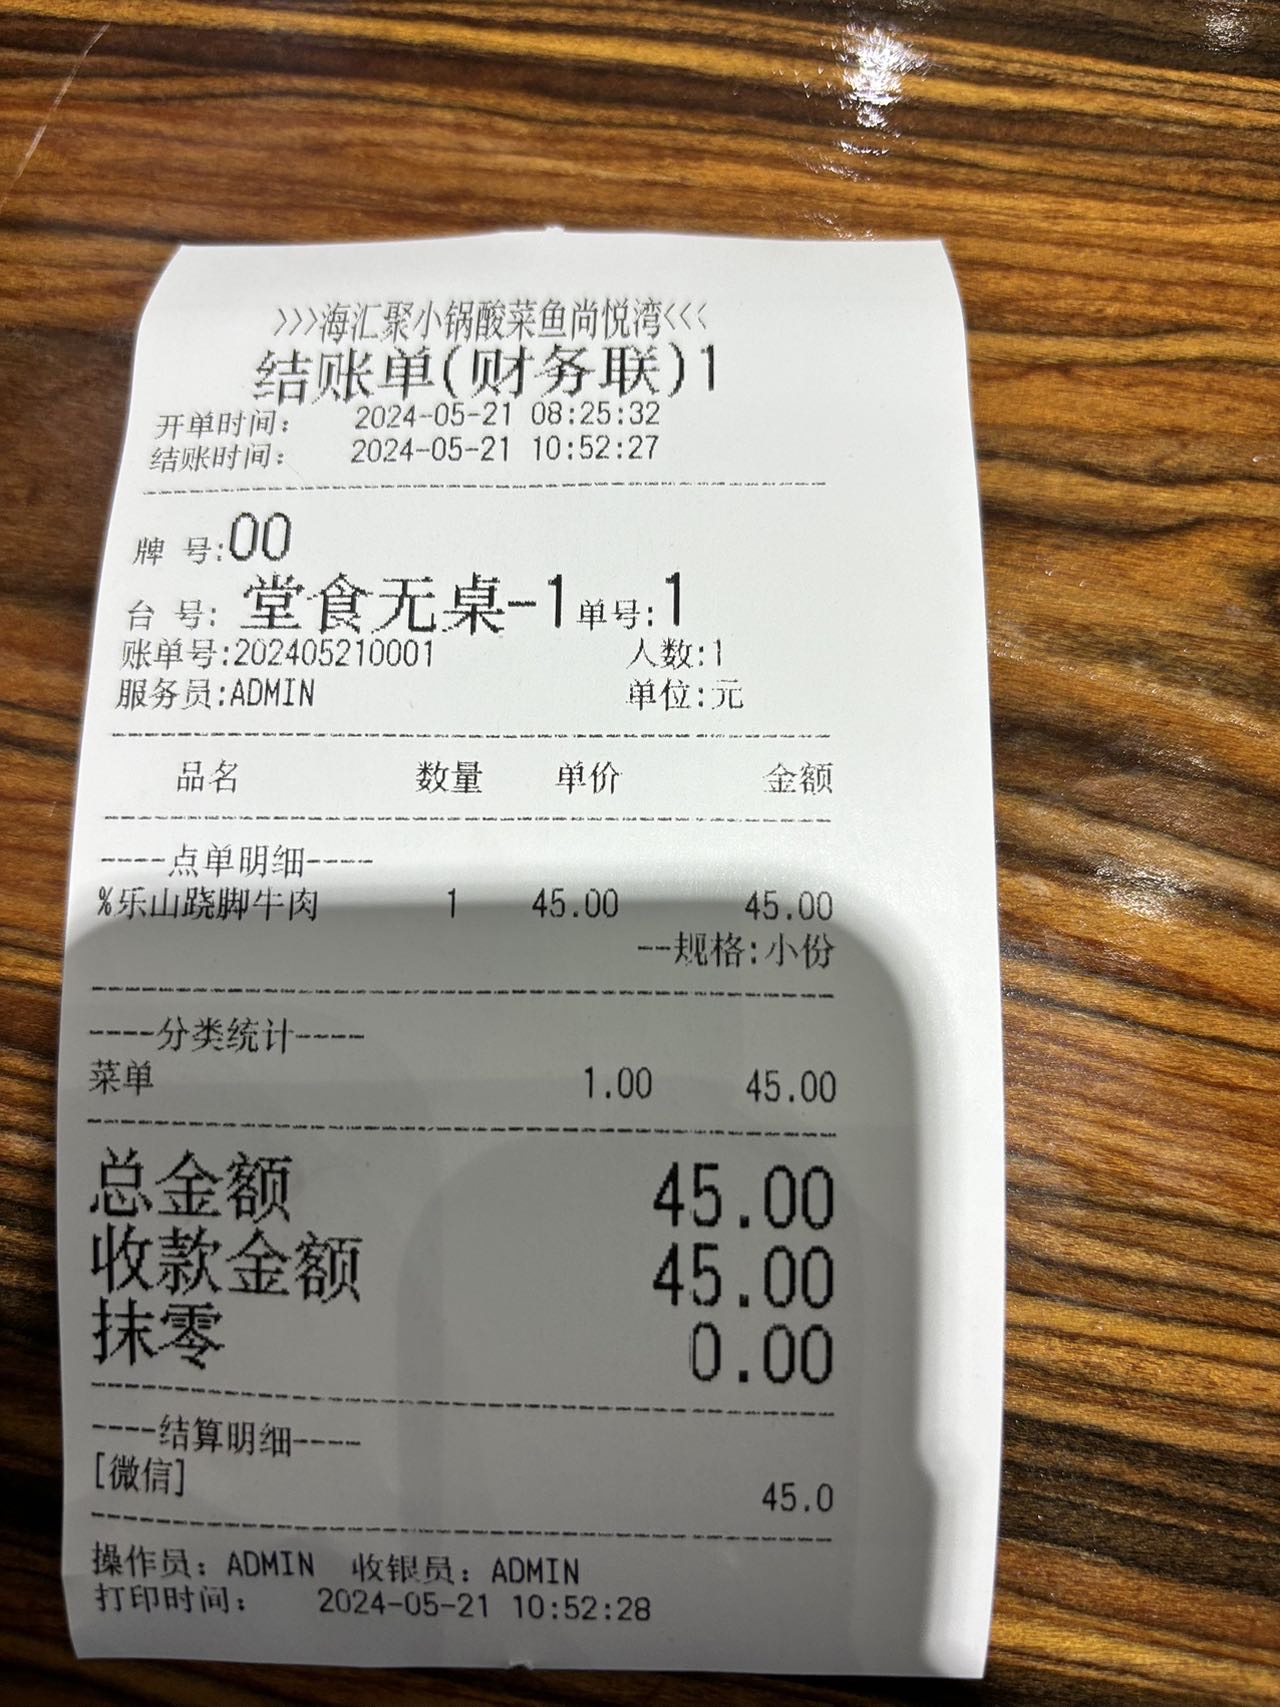 >>>海汇聚小锅酸菜鱼尚悦湾<<<
结账单(财务联)1
开单时间： 2024-05-21 08:25:32
结账时间： 2024-05-21 10:52:27
牌 号:00
台 号: 堂食无桌-1单号:1
账单号:202405210001 人数:1
服务员:ADMIN 单位:元
品名 数量 单价 金额
----点单明细----
%乐山跷脚牛肉 1 45.00 45.00
--规格:小份
----分类统计----
菜单 1.00 45.00
总金额 45.00
收款金额 45.00
抹零 0.00
----结算明细----
[微信] 45.0
操作员：ADMIN 收银员：ADMIN
打印时间： 2024-05-21 10:52:28